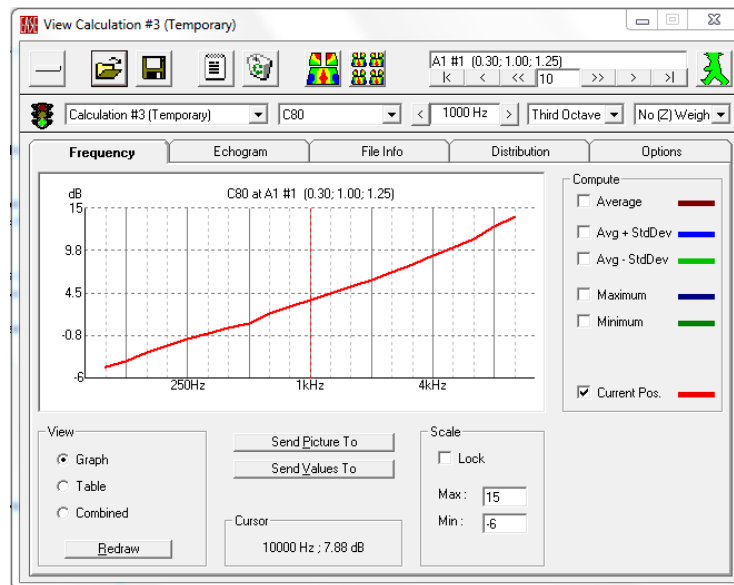 EASE
View Calculation #3 (Temporary)
A1 #1 (0.30; 1.00; 1.25)
K < << 10 >> > >|
Calculation #3 (Temporary) C80 < 1000 Hz > Third Octave No (Z) Weigh
Frequency Echogram File Info Distribution Options
dB C80 at A1 #1 (0.30; 1.00; 1.25)
15
9.8
4.5
-0.8
-6
250Hz 1kHz 4kHz
Compute
Average
Avg + StdDev
Avg - StdDev
Maximum
Minimum
Current Pos.
View
Graph
Table
Combined
Redraw
Send Picture To
Send Values To
Cursor
10000 Hz ; 7.88 dB
Scale
Lock
Max : 15
Min : -6